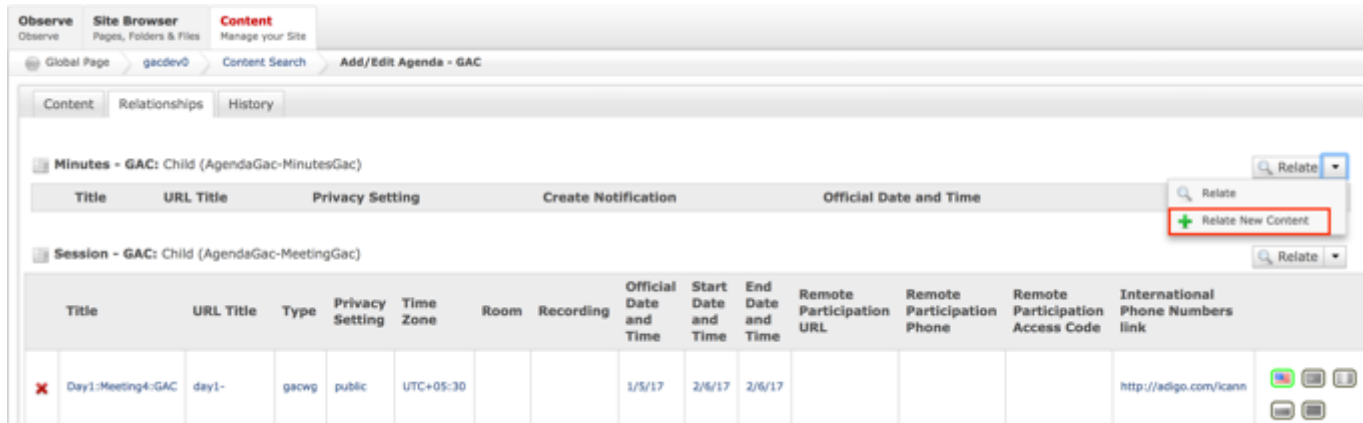 Observe Site Browser Content
Observe Pages, Folders & Files Manage your Site
Global Page gacdev0 Content Search Add/Edit Agenda - GAC
Content Relationships History
Minutes - GAC: Child (AgendaGac-MinutesGac) Relate
Title URL Title Privacy Setting Create Notification Official Date and Time
Relate
Relate New Content
Session - GAC: Child (AgendaGac-MeetingGac) Relate
Title URL Title Type Privacy Setting Time Zone Room Recording Official Date and Time Start Date and Time End Date and Time Remote Participation URL Remote Participation Phone Remote Participation Access Code International Phone Numbers link
Day1::Meeting4::GAC day1- gacwg public UTC+05:30 1/5/17 2/6/17 2/6/17 http://adigo.com/icann